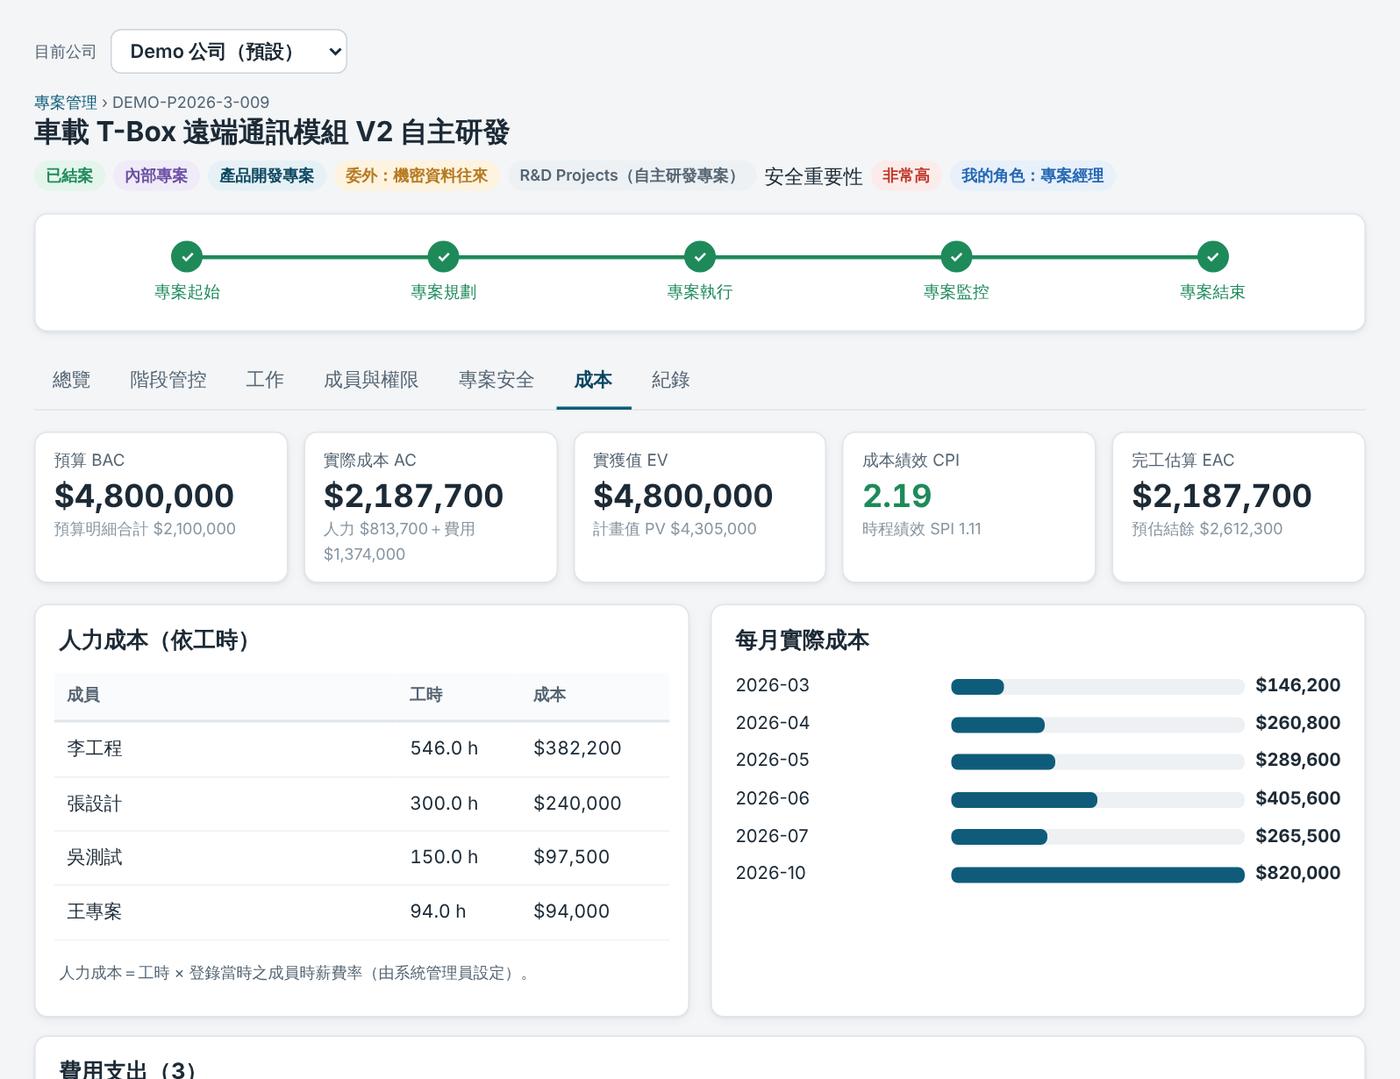 目前公司 Demo 公司（預設）
專案管理 › DEMO-P2026-3-009
車載 T-Box 遠端通訊模組 V2 自主研發
已結案 內部專案 產品開發專案 委外：機密資料往來 R&D Projects（自主研發專案） 安全重要性 非常高 我的角色：專案經理
專案起始 專案規劃 專案執行 專案監控 專案結束
總覽 階段管控 工作 成員與權限 專案安全 成本 紀錄
預算 BAC
$4,800,000
預算明細合計 $2,100,000
實際成本 AC
$2,187,700
人力 $813,700＋費用
$1,374,000
實獲值 EV
$4,800,000
計畫值 PV $4,305,000
成本績效 CPI
2.19
時程績效 SPI 1.11
完工估算 EAC
$2,187,700
預估結餘 $2,612,300
人力成本（依工時）
成員 工時 成本
李工程 546.0 h $382,200
張設計 300.0 h $240,000
吳測試 150.0 h $97,500
王專案 94.0 h $94,000
人力成本＝工時 × 登錄當時之成員時薪費率（由系統管理員設定）。
每月實際成本
2026-03 $146,200
2026-04 $260,800
2026-05 $289,600
2026-06 $405,600
2026-07 $265,500
2026-10 $820,000
費用支出（3）